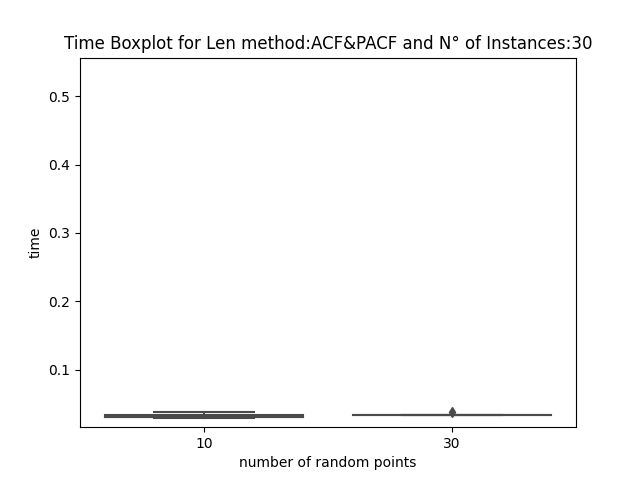 Time Boxplot for Len method:ACF&PACF and N° of Instances:30
0.5
0.4
0.3
0.2
0.1
time
10 30
number of random points